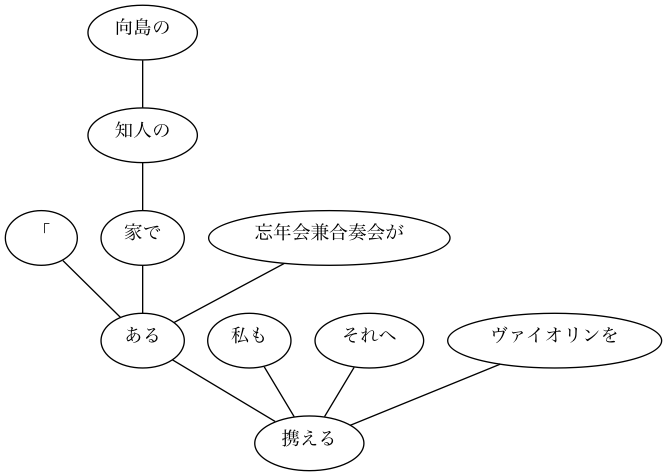 向島の
知人の
「
家で
忘年会兼合奏会が
ある
私も
それへ
ヴァイオリンを
携える